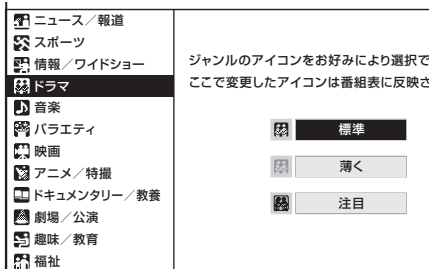 ニュース／報道
スポーツ
情報／ワイドショー
ドラマ
音楽
バラエティ
映画
アニメ／特撮
ドキュメンタリー／教養
劇場／公演
趣味／教育
福祉
ジャンルのアイコンをお好みにより選択で
ここで変更したアイコンは番組表に反映さ
標準
薄く
注目